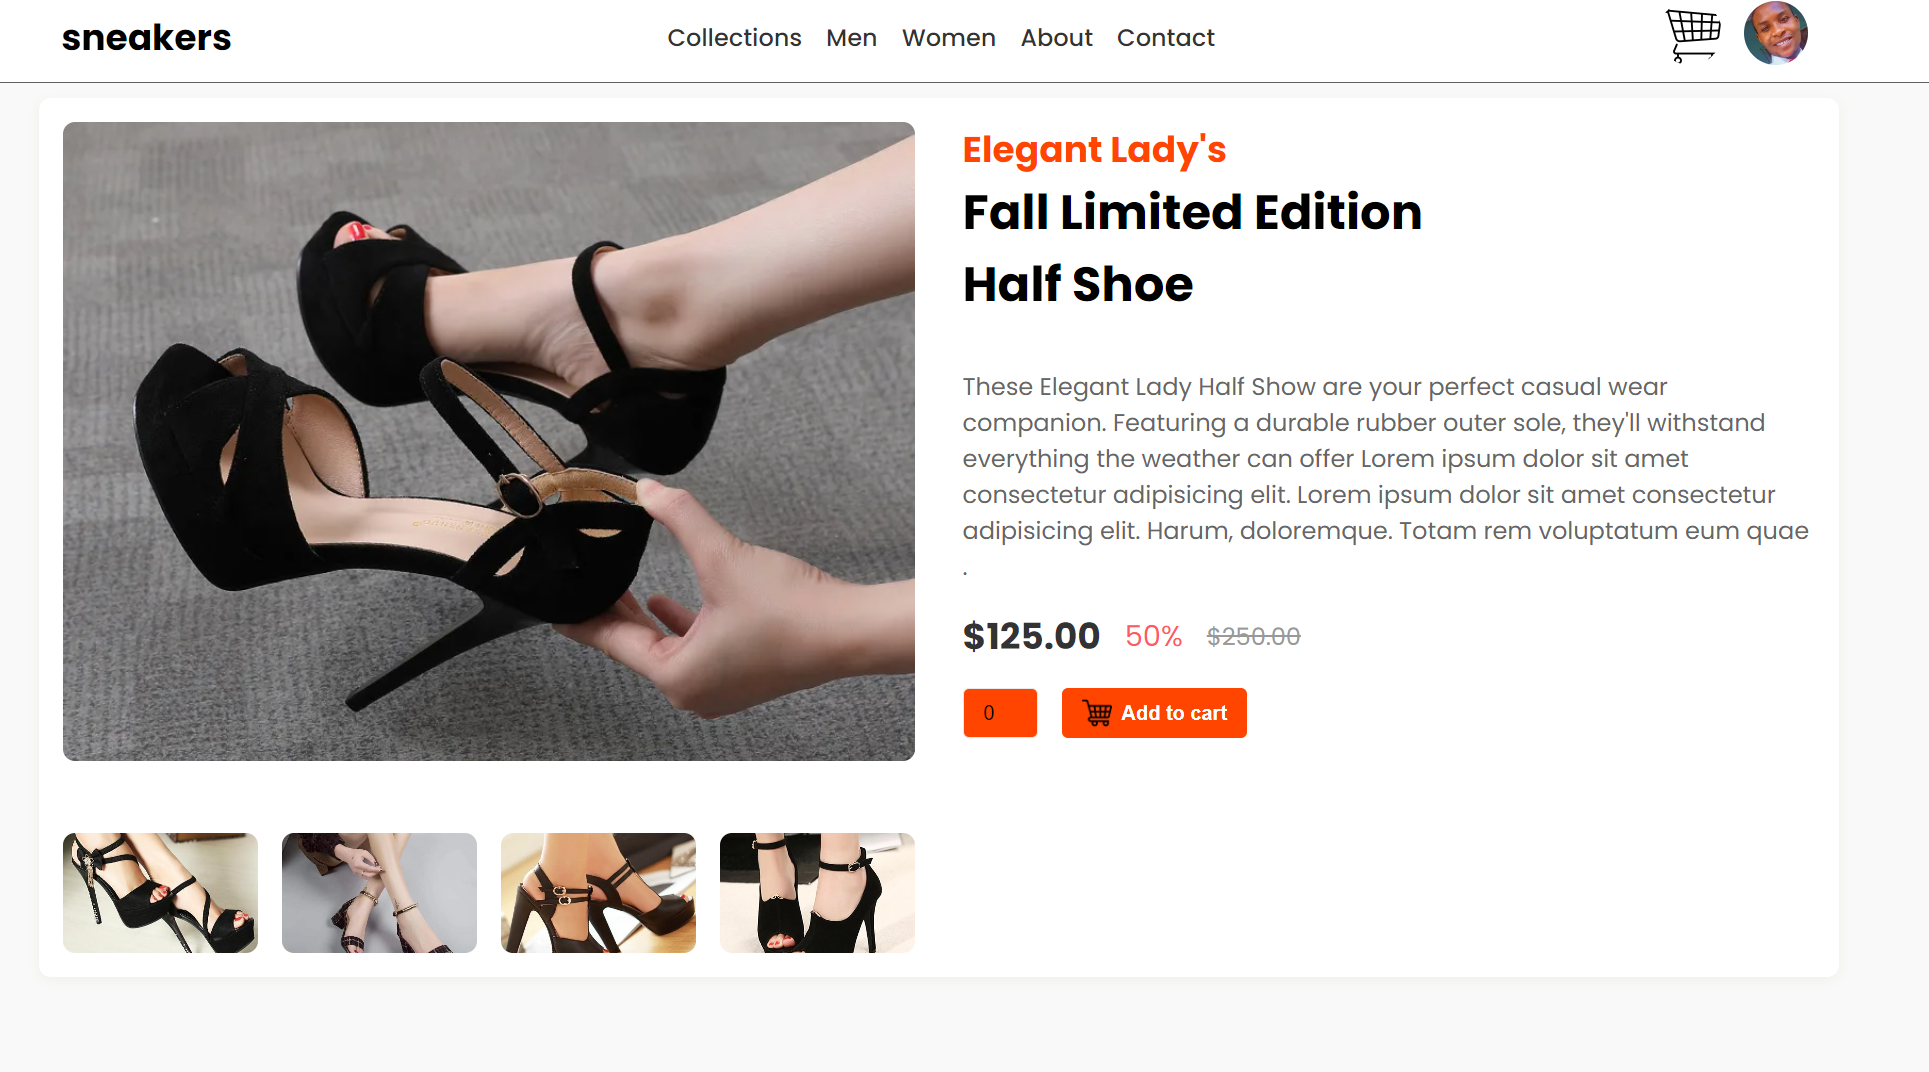 sneakers
Collections Men Women About Contact
Elegant Lady's
Fall Limited Edition
Half Shoe
These Elegant Lady Half Show are your perfect casual wear
companion. Featuring a durable rubber outer sole, they'll withstand
everything the weather can offer Lorem ipsum dolor sit amet
consectetur adipisicing elit. Lorem ipsum dolor sit amet consectetur
adipisicing elit. Harum, doloremque. Totam rem voluptatum eum quae
.
$125.00 50% $250.00
0 Add to cart